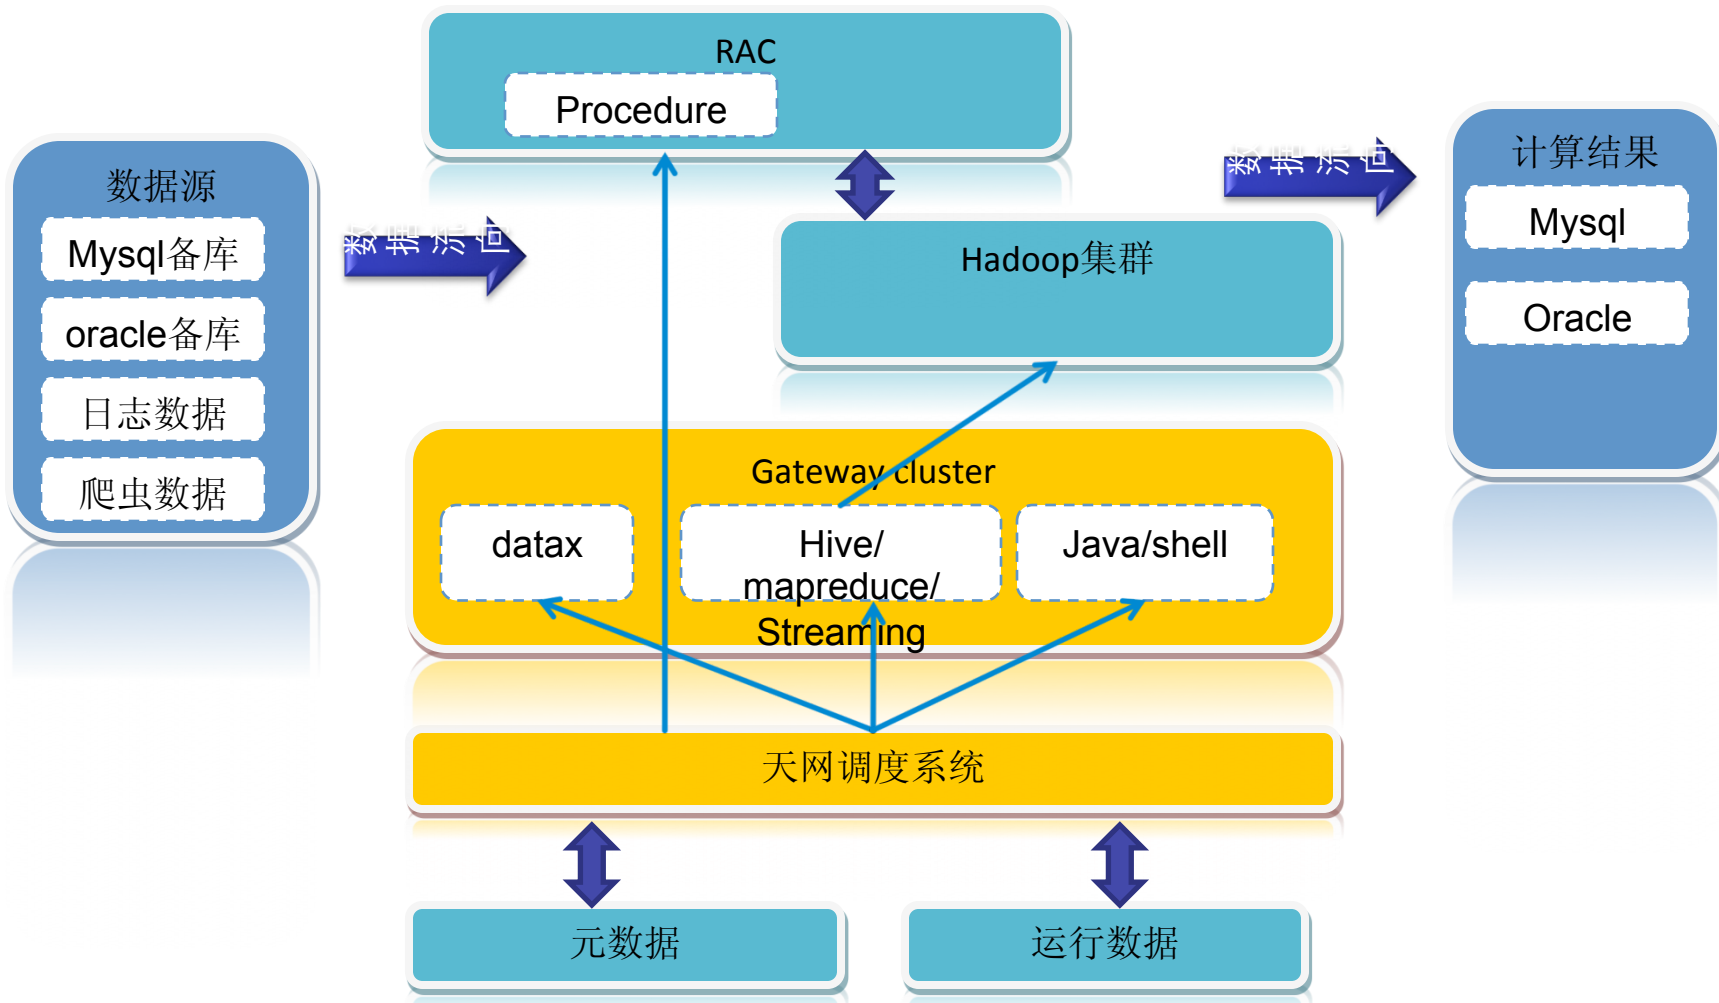 RAC
Procedure
数据源
Mysql备库
oracle备库
日志数据
爬虫数据
数据流向
数据流向
Hadoop集群
计算结果
Mysql
Oracle
Gateway cluster
datax
Hive/
mapreduce/
Streaming
Java/shell
天网调度系统
元数据
运行数据